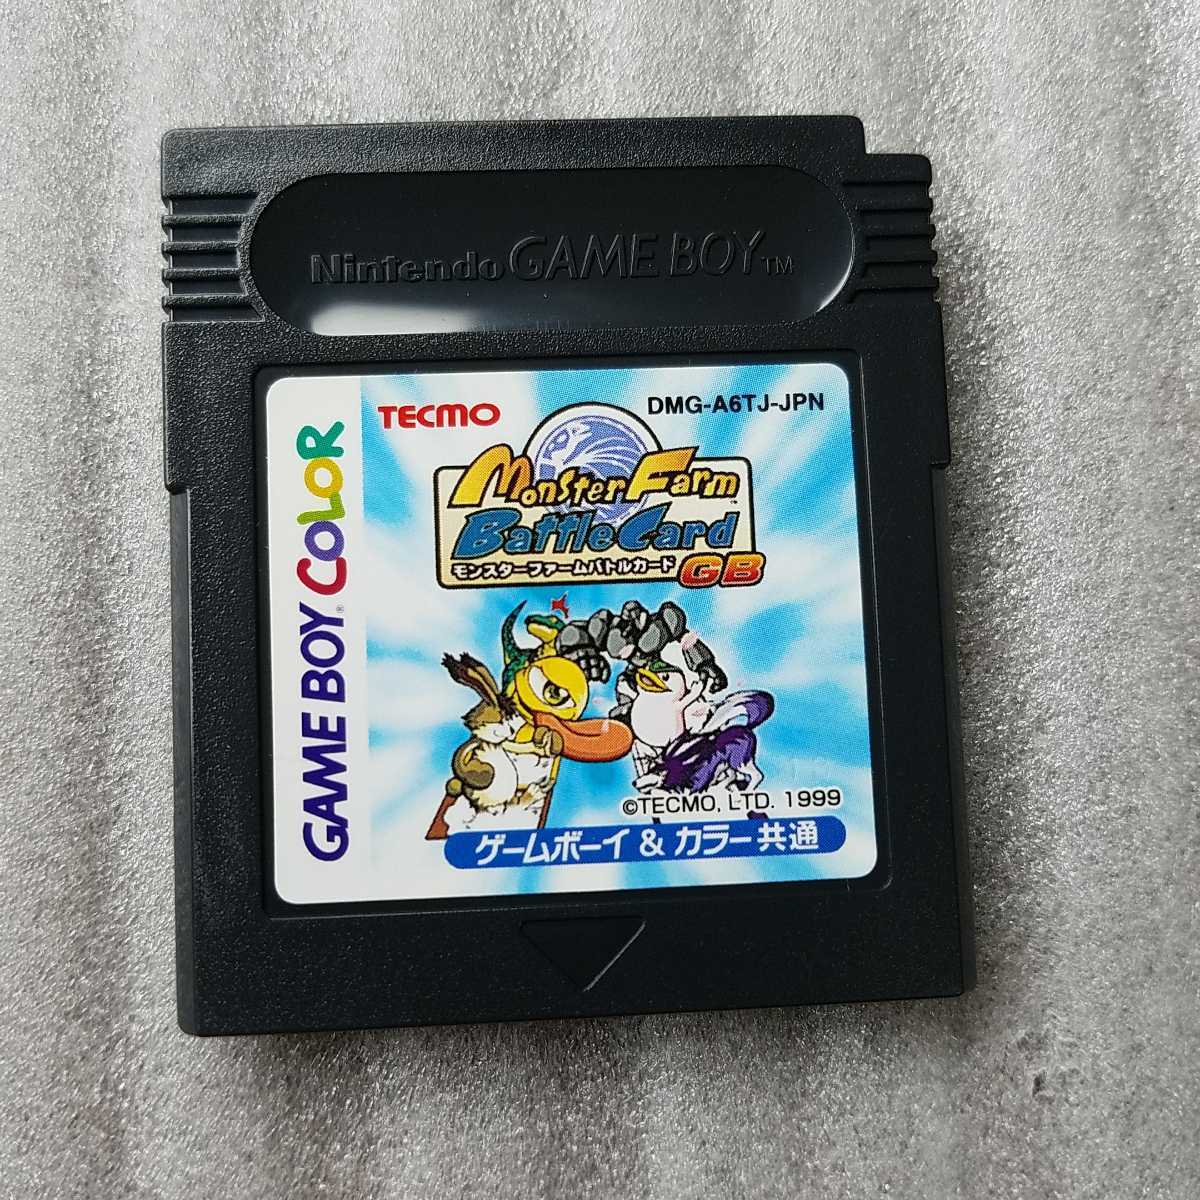 Nintendo GAME BOY™
TECMO
DMG-A6TJ-JPN
Monster Farm™
Battle Card
モンスターファームバトルカード GB
GAME BOY® COLOR
©TECMO, LTD. 1999
ゲームボーイ & カラー共通